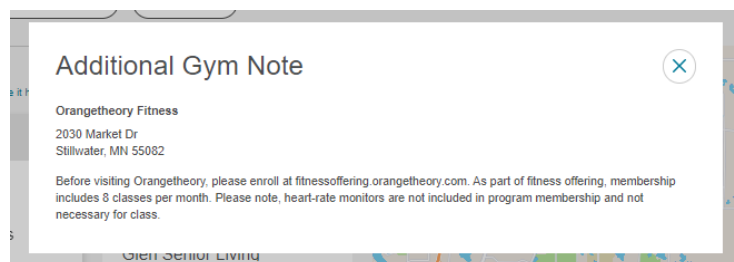 Additional Gym Note
e it h
Orangetheory Fitness
2030 Market Dr
Stillwater, MN 55082
Before visiting Orangetheory, please enroll at fitnessoffering.orangetheory.com. As part of fitness offering, membership
includes 8 classes per month. Please note, heart-rate monitors are not included in program membership and not
necessary for class.
s
Glen Senior Living